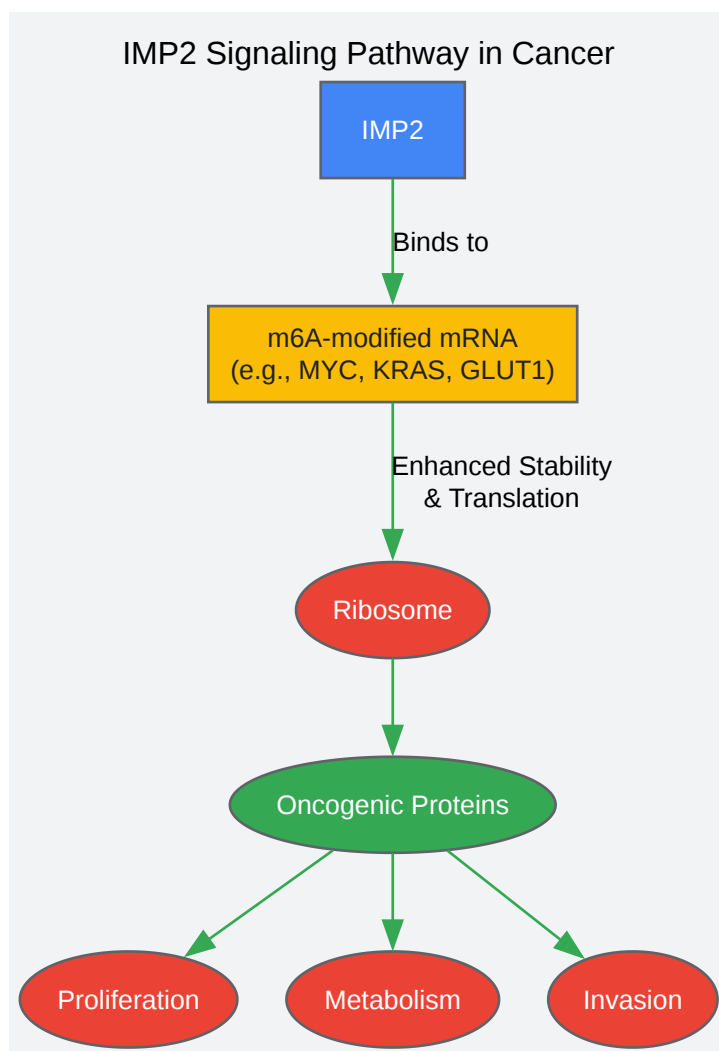 IMP2 Signaling Pathway in Cancer
IMP2
Binds to
m6A-modified mRNA
(e.g., MYC, KRAS, GLUT1)
Enhanced Stability
& Translation
Ribosome
Oncogenic Proteins
Proliferation
Metabolism
Invasion